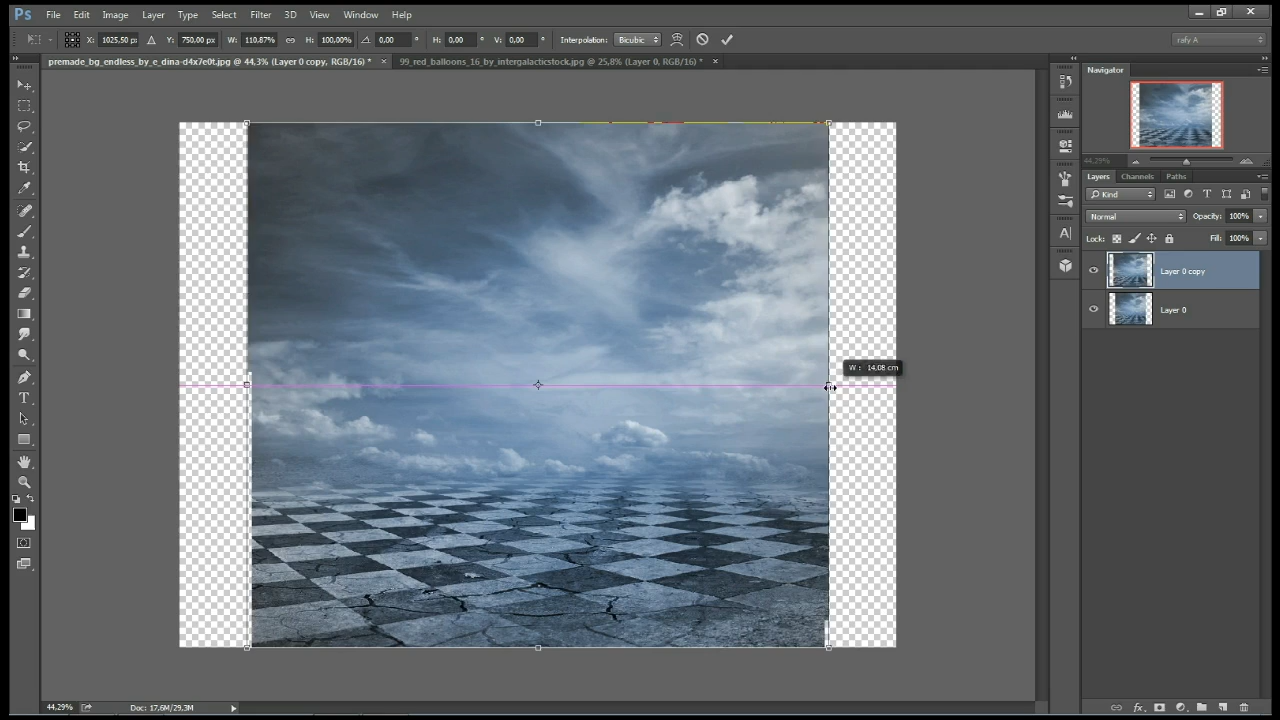 Ps File Edit Image Layer Type Select Filter 3D View Window Help
X: 1025,50 px Y: 750,00 px W: 110,87% H: 100,00% 0,00 ° H: 0,00 ° V: 0,00 ° Interpolation: Bicubic rafy A
premade_bg_endless_by_e_dina-d4x7e0t.jpg @ 44,3% (Layer 0 copy, RGB/16) * × 99_red_balloons_16_by_intergalacticstock.jpg @ 25,8% (Layer 0, RGB/16) * ×
Navigator
44,29%
Layers Channels Paths
Kind
Normal Opacity: 100%
Lock: Fill: 100%
Layer 0 copy
Layer 0
W : 14,08 cm
44,29% Doc: 17,6M/29,3M